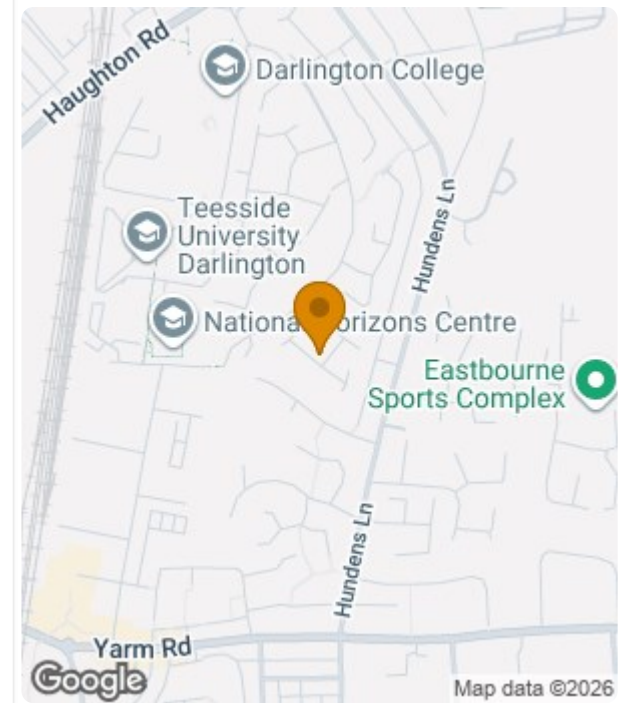 Haughton Rd
Darlington College
Teesside
University
Darlington
Hundens Ln
National Horizons Centre
Eastbourne
Sports Complex
Hundens Ln
Yarm Rd
Google
Map data ©2026